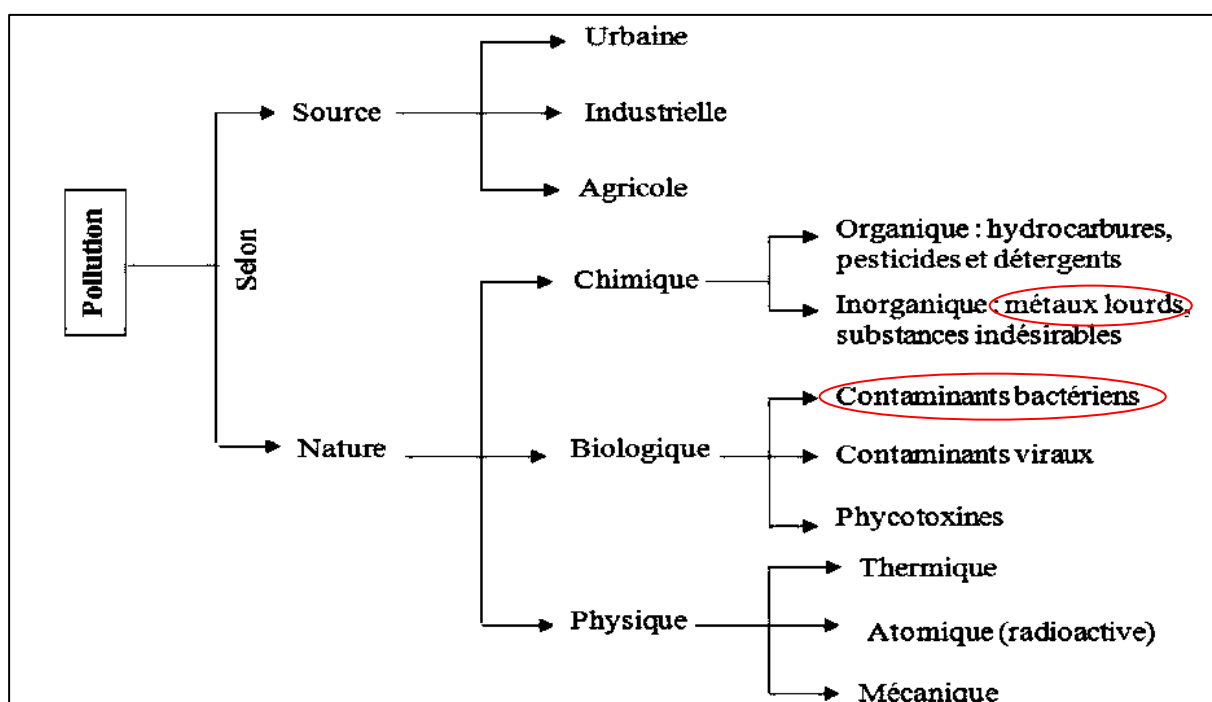 Urbaine
Source
Industrielle
Agricole
Pollution
Selon
Organique : hydrocarbures,
pesticides et détergents
Chimique
Inorganique : métaux lourds,
substances indésirables
Contaminants bactériens
Nature
Biologique
Contaminants viraux
Phycotoxines
Thermique
Physique
Atomique (radioactive)
Mécanique